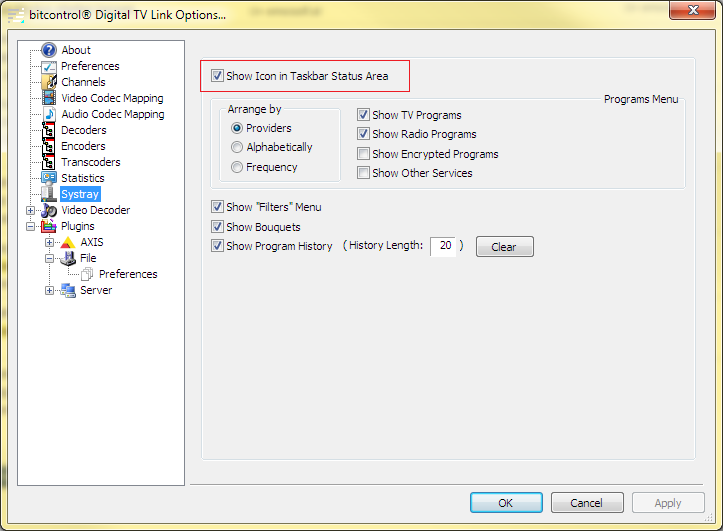 bitcontrol® Digital TV Link Options...
About
Preferences
Channels
Video Codec Mapping
Audio Codec Mapping
Decoders
Encoders
Transcoders
Statistics
Systray
Video Decoder
Plugins
AXIS
File
Preferences
Server
Show Icon in Taskbar Status Area
Programs Menu
Arrange by
Providers
Alphabetically
Frequency
Show TV Programs
Show Radio Programs
Show Encrypted Programs
Show Other Services
Show "Filters" Menu
Show Bouquets
Show Program History ( History Length: 20 ) Clear
OK Cancel Apply